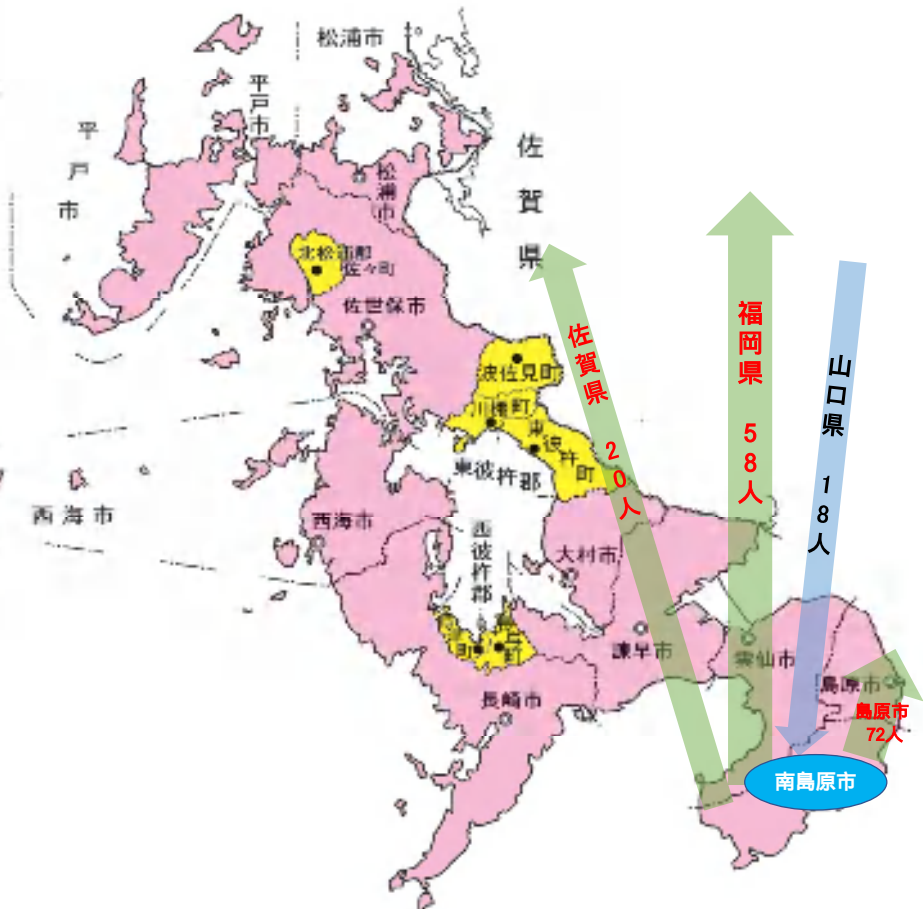 松浦市
平戸市
平戸市
佐賀県
松浦市
北松浦郡
佐々町
佐世保市
佐賀県 20人
福岡県 58人
山口県 18人
波佐見町
川棚町
東彼杵町
東彼杵郡
西海市
西海市
西彼杵郡
大村市
町
町
諫早市
雲仙市
長崎市
島原市
島原市
72人
南島原市